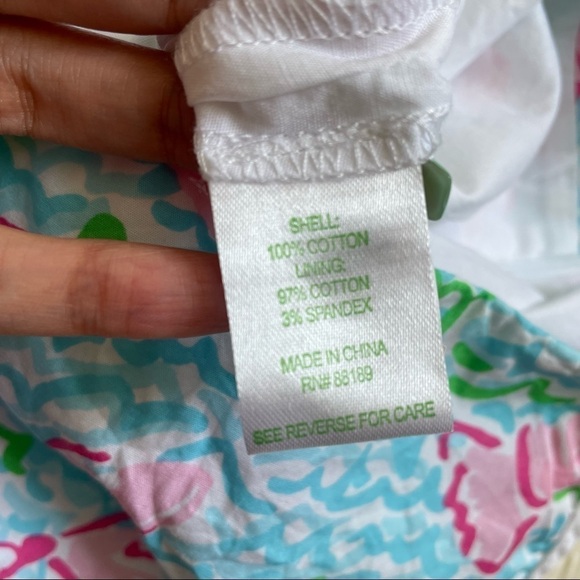 SHELL:
100% COTTON
LINING:
97% COTTON
3% SPANDEX
MADE IN CHINA
RN# 88189
SEE REVERSE FOR CARE